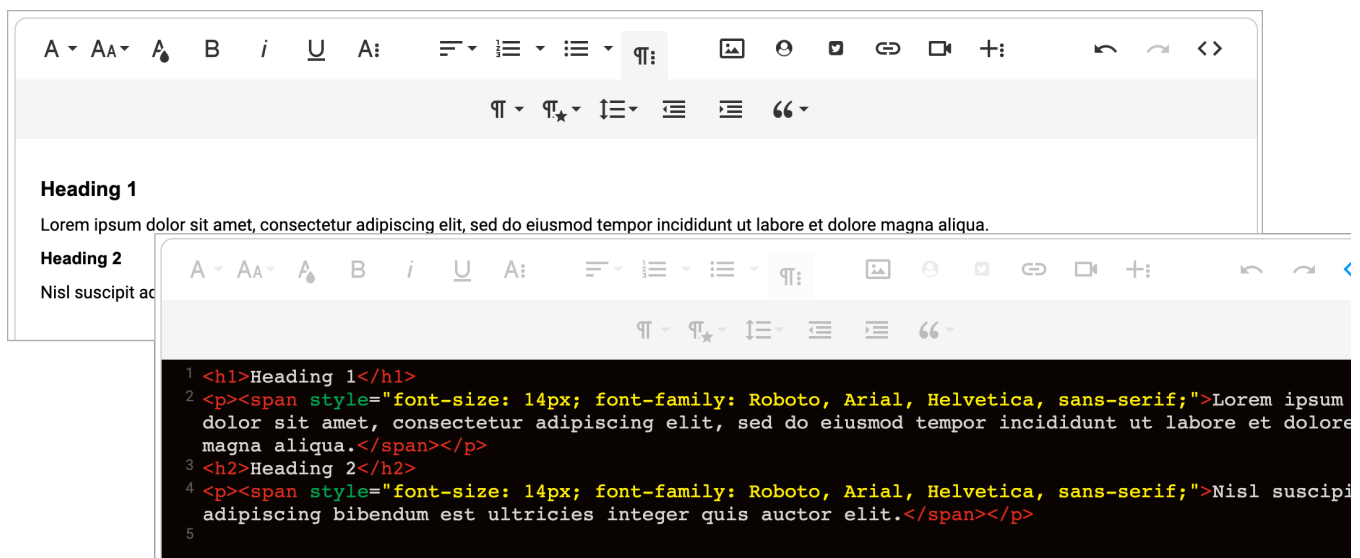 A AA A B i U A
Heading 1
Lorem ipsum dolor sit amet, consectetur adipiscing elit, sed do eiusmod tempor incididunt ut labore et dolore magna aliqua.
Heading 2
Nisl suscipit
A AA A B i U A
1 <h1>Heading 1</h1>
2 <p><span style="font-size: 14px; font-family: Roboto, Arial, Helvetica, sans-serif;">Lorem ipsum
dolor sit amet, consectetur adipiscing elit, sed do eiusmod tempor incididunt ut labore et dolore
magna aliqua.</span></p>
3 <h2>Heading 2</h2>
4 <p><span style="font-size: 14px; font-family: Roboto, Arial, Helvetica, sans-serif;">Nisl suscipi
adipiscing bibendum est ultricies integer quis auctor elit.</span></p>
5